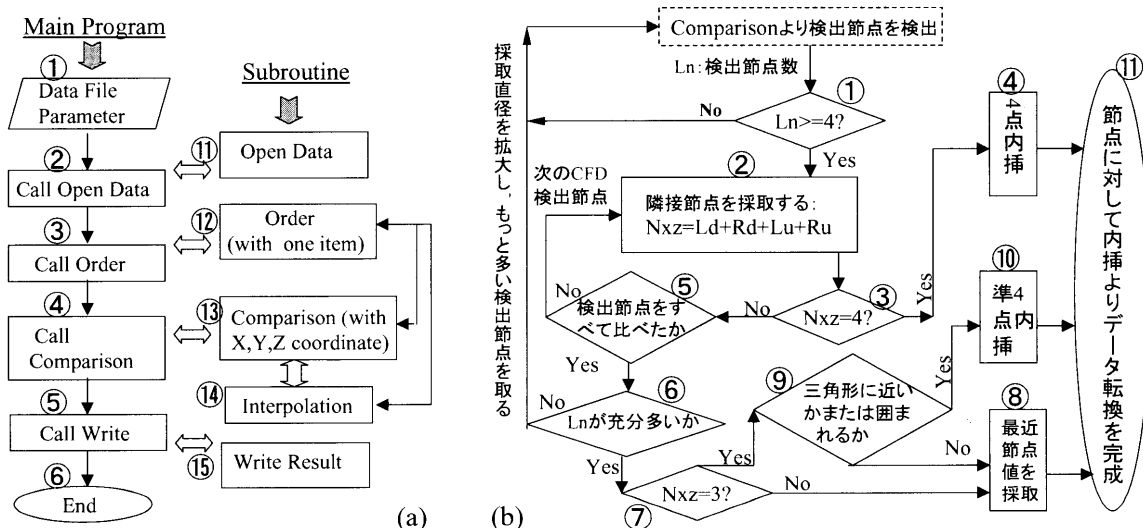 Main Program
①
Data File
Parameter
②
Call Open Data
③
Call Order
④
Call
Comparison
⑤
Call Write
⑥
End
Subroutine
⑪
Open Data
⑫
Order
(with one item)
⑬
Comparison (with
X,Y,Z coordinate)
⑭
Interpolation
⑮
Write Result
(a)
(b)
採取直径を拡大し,もっと多い検出節点を取る
Comparisonより検出節点を検出
Ln:検出節点数
①
Ln>=4?
No
Yes
次のCFD
検出節点
②
隣接節点を採取する:
Nxz=Ld+Rd+Lu+Ru
③
Nxz=4?
No
Yes
⑤
検出節点をす
べて比べたか
No
Yes
⑥
Lnが充分多いか
No
Yes
⑦
Nxz=3?
Yes
No
⑨
三角形に近い
かまたは囲ま
れるか
Yes
No
④
4点内挿
⑩
準4
点内
挿
⑧
最近
節点
値を
採取
⑪
節点に対して内挿よりデータ転換を完成